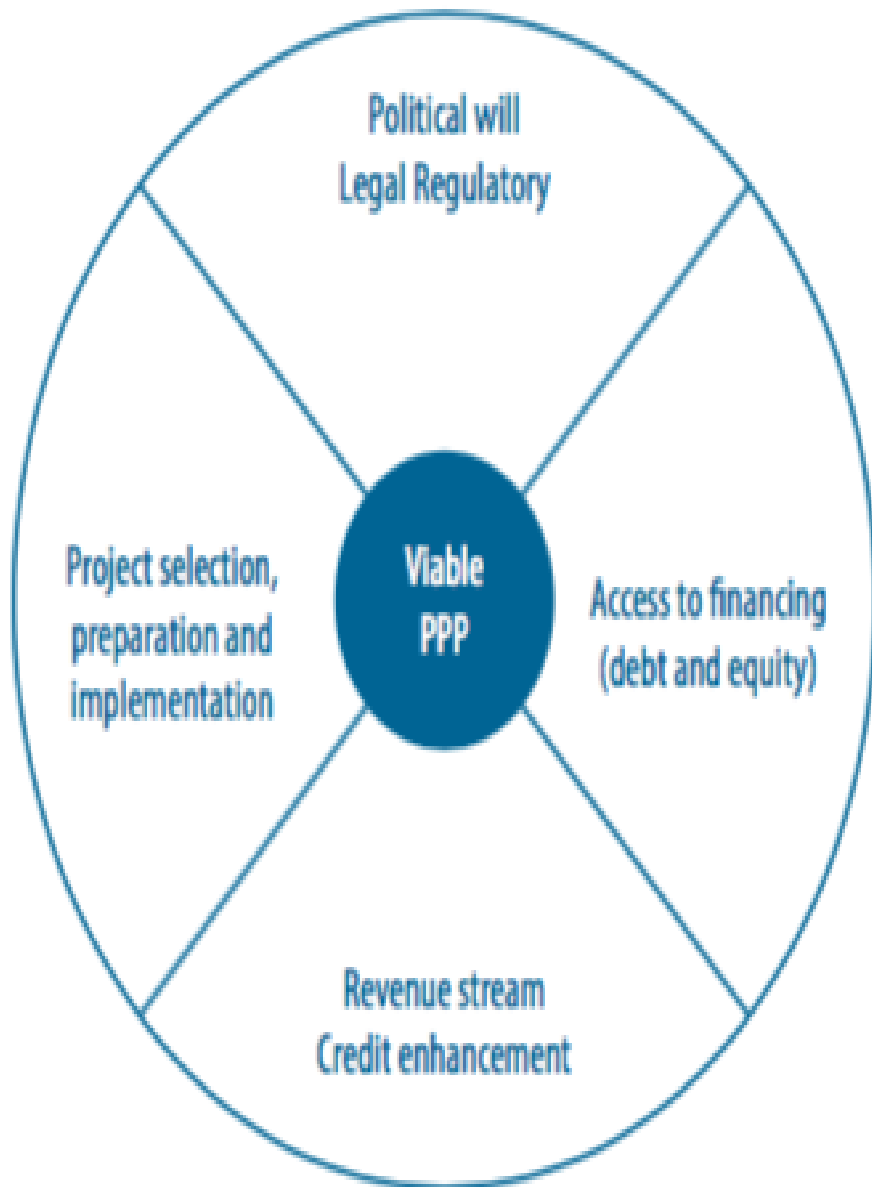 Political will
Legal Regulatory
Project selection,
preparation and
implementation
Viable
PPP
Access to financing
(debt and equity)
Revenue stream
Credit enhancement